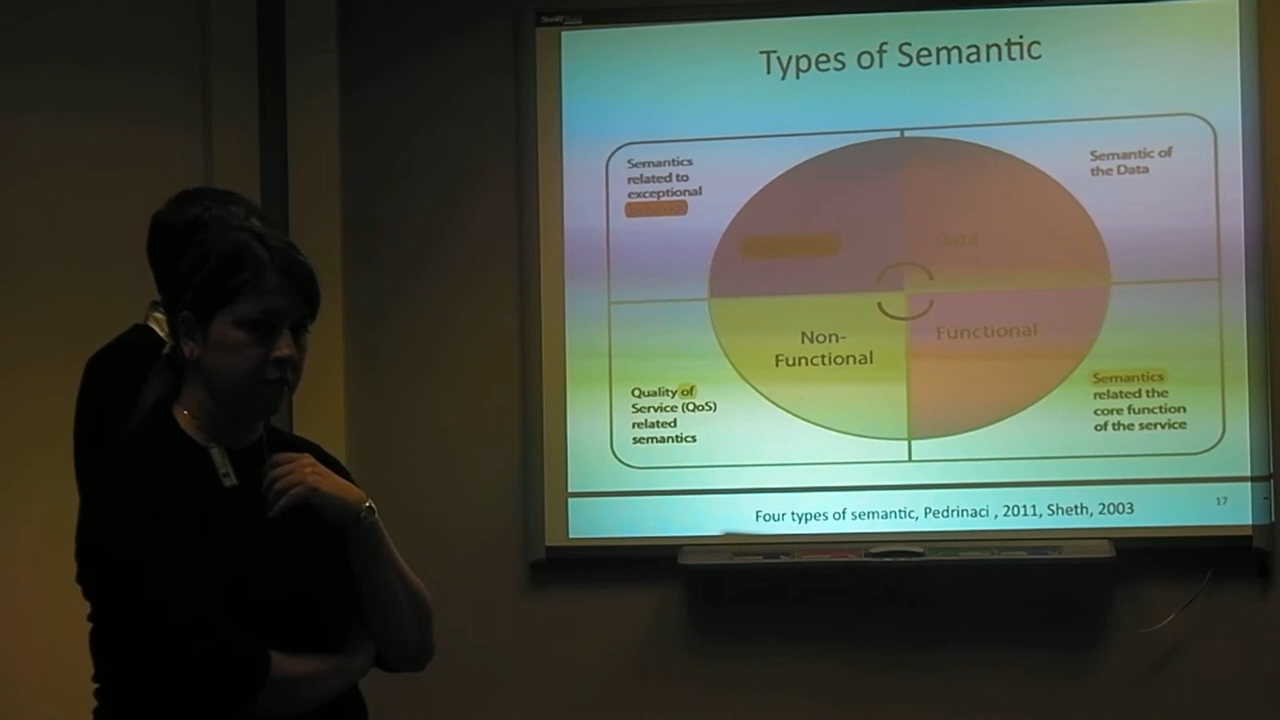 SHARP
Types of Semantic
Semantics
related to
exceptional
Semantic of
the Data
Data
Non-
Functional
Functional
Quality of
Service (QoS)
related
semantics
Semantics
related the
core function
of the service
Four types of semantic, Pedrinaci , 2011, Sheth, 2003
17